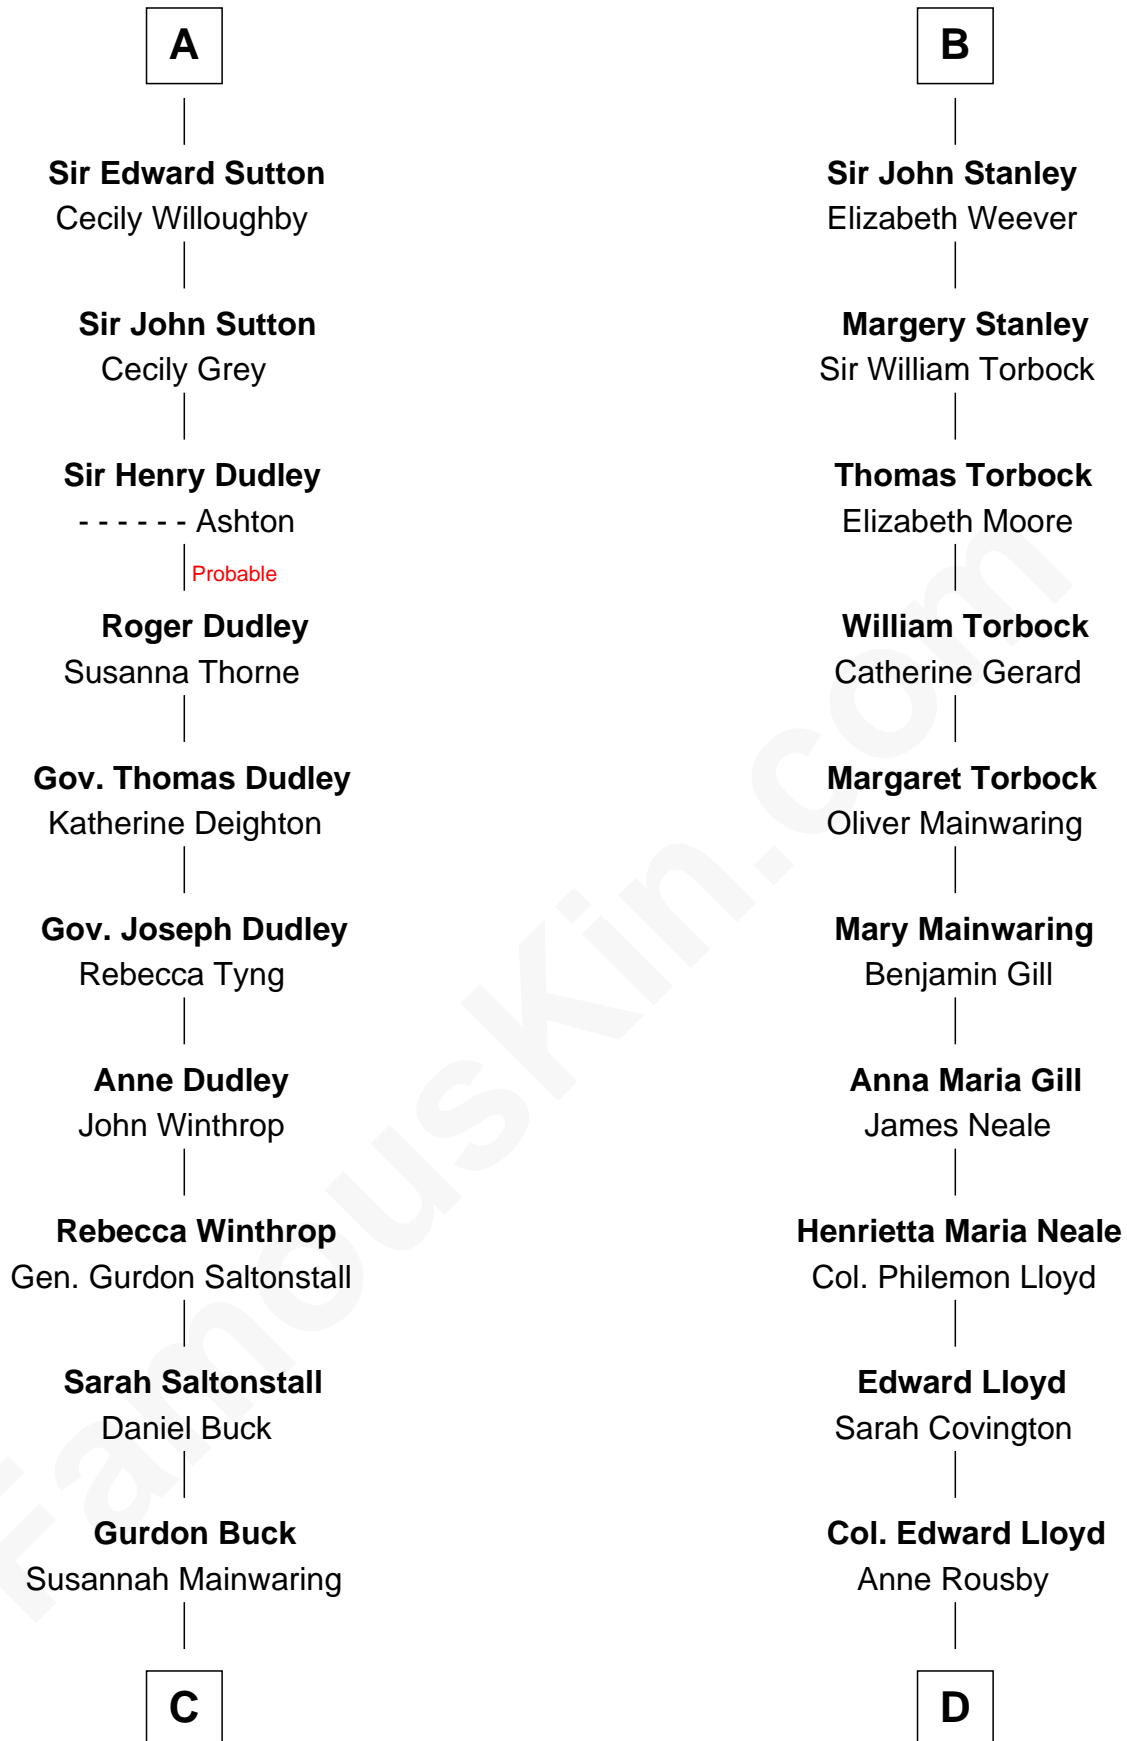 A
Sir Edward Sutton
Cecily Willoughby
Sir John Sutton
Cecily Grey
Sir Henry Dudley
- - - - - - Ashton
Probable
Roger Dudley
Susanna Thorne
Gov. Thomas Dudley
Katherine Deighton
Gov. Joseph Dudley
Rebecca Tyng
Anne Dudley
John Winthrop
Rebecca Winthrop
Gen. Gurdon Saltonstall
Sarah Saltonstall
Daniel Buck
Gurdon Buck
Susannah Mainwaring
C
B
Sir John Stanley
Elizabeth Weever
Margery Stanley
Sir William Torbock
Thomas Torbock
Elizabeth Moore
William Torbock
Catherine Gerard
Margaret Torbock
Oliver Mainwaring
Mary Mainwaring
Benjamin Gill
Anna Maria Gill
James Neale
Henrietta Maria Neale
Col. Philemon Lloyd
Edward Lloyd
Sarah Covington
Col. Edward Lloyd
Anne Rousby
D
FamousKin.com